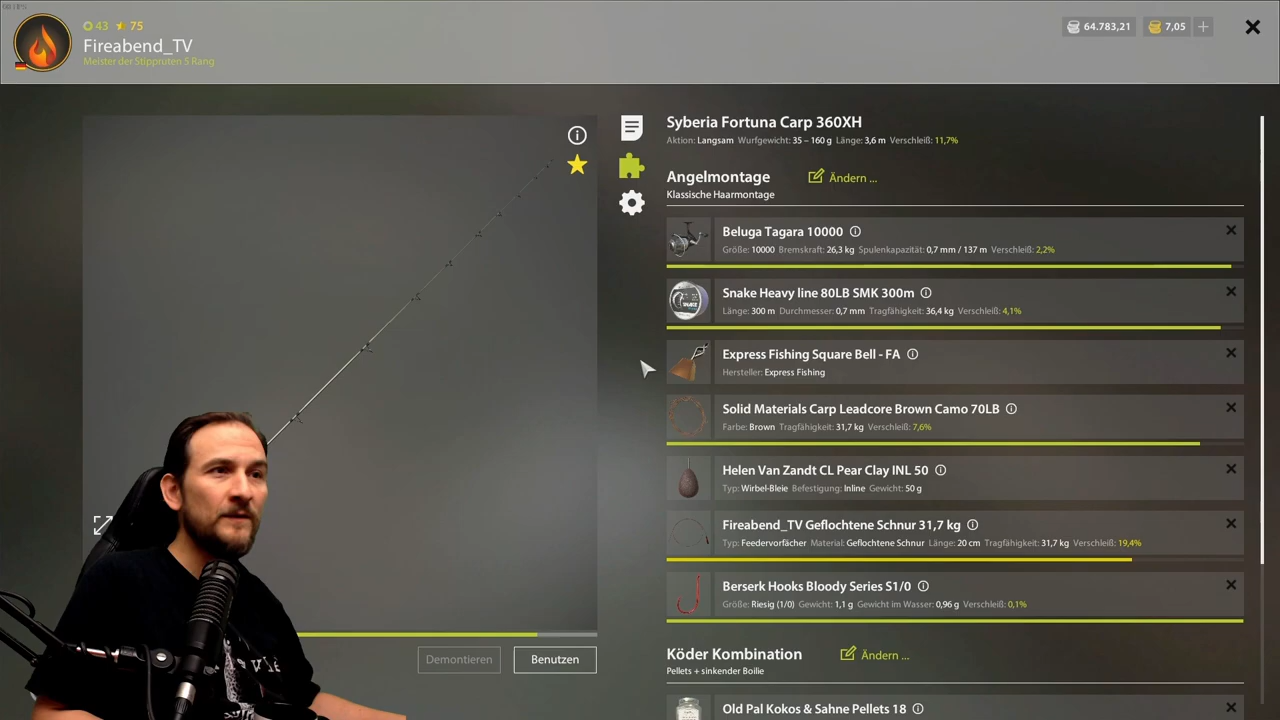 43 75
Fireabend_TV
Meister der Stippruten 5 Rang
64.783,21
7,05
Syberia Fortuna Carp 360XH
Aktion: Langsam Wurfgewicht: 35 – 160 g Länge: 3,6 m Verschleiß: 11,7%
Angelmontage
Ändern ...
Klassische Haarmontage
Beluga Tagara 10000
Größe: 10000 Bremskraft: 26,3 kg Spulenkapazität: 0,7 mm / 137 m Verschleiß: 2,2%
Snake Heavy line 80LB SMK 300m
Länge: 300 m Durchmesser: 0,7 mm Tragfähigkeit: 36,4 kg Verschleiß: 4,1%
Express Fishing Square Bell - FA
Hersteller: Express Fishing
Solid Materials Carp Leadcore Brown Camo 70LB
Farbe: Brown Tragfähigkeit: 31,7 kg Verschleiß: 7,6%
Helen Van Zandt CL Pear Clay INL 50
Typ: Wirbel-Bleie Befestigung: Inline Gewicht: 50 g
Fireabend_TV Geflochtene Schnur 31,7 kg
Typ: Feedervorfächer Material: Geflochtene Schnur Länge: 20 cm Tragfähigkeit: 31,7 kg Verschleiß: 19,4%
Berserk Hooks Bloody Series S1/0
Größe: Riesig (1/0) Gewicht: 1,1 g Gewicht im Wasser: 0,96 g Verschleiß: 0,1%
Demontieren
Benutzen
Köder Kombination
Ändern ...
Pellets + sinkender Boilie
Old Pal Kokos & Sahne Pellets 18